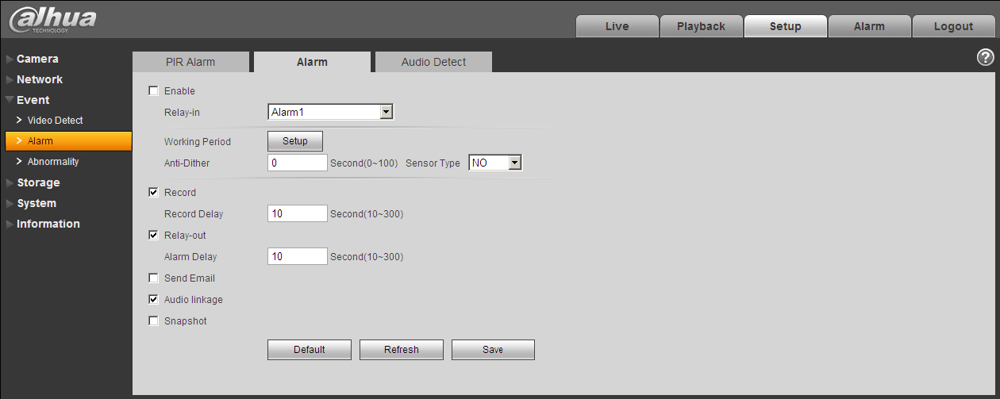 alhua
TECHNOLOGY
Live Playback Setup Alarm Logout
Camera
Network
Event
Video Detect
Alarm
Abnormality
Storage
System
Information
PIR Alarm Alarm Audio Detect
?
Enable
Relay-in Alarm1
Working Period Setup
Anti-Dither 0 Second(0~100) Sensor Type NO
Record
Record Delay 10 Second(10~300)
Relay-out
Alarm Delay 10 Second(10~300)
Send Email
Audio linkage
Snapshot
Default Refresh Save